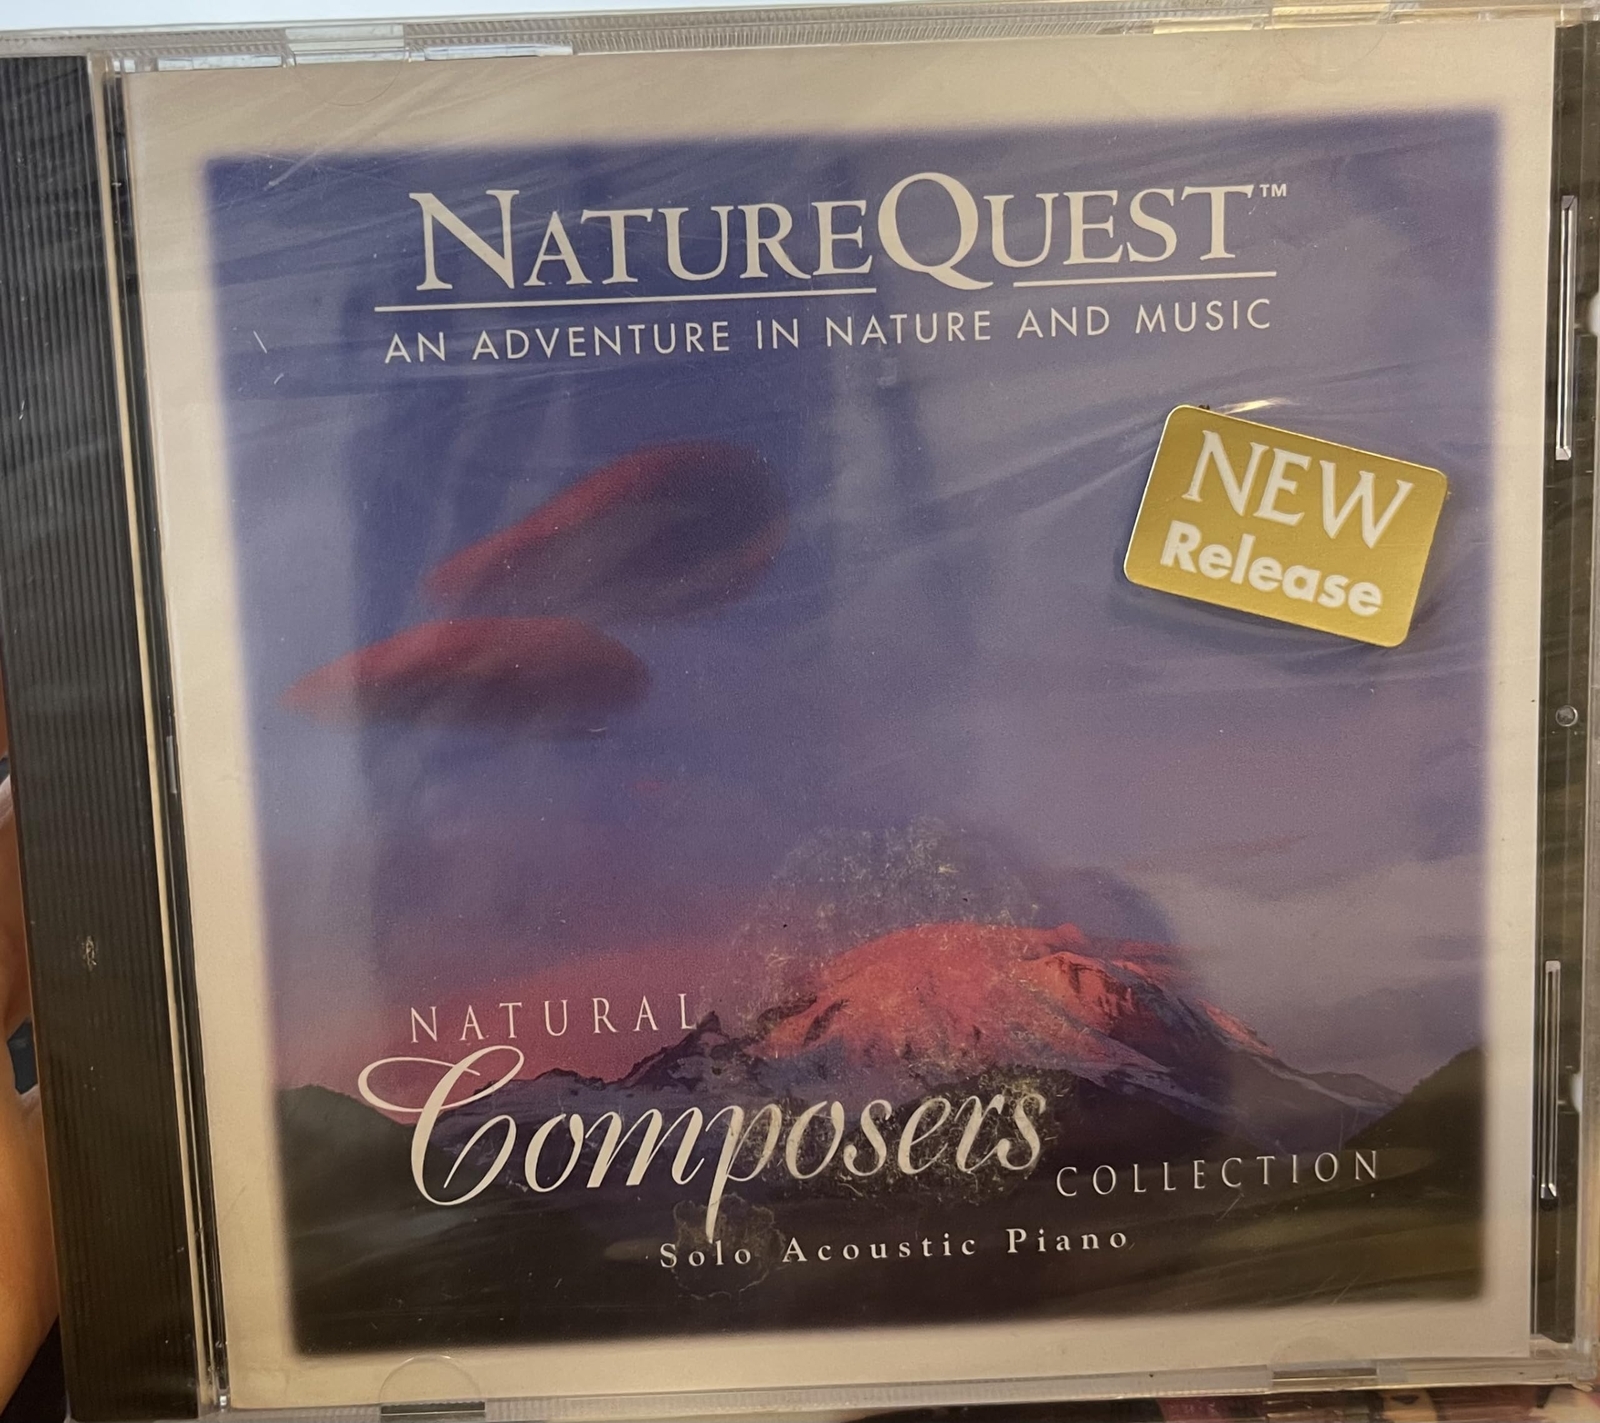 NATUREQUEST™
AN ADVENTURE IN NATURE AND MUSIC
NEW
Release
NATURAL
Composers
COLLECTION
Solo Acoustic Piano